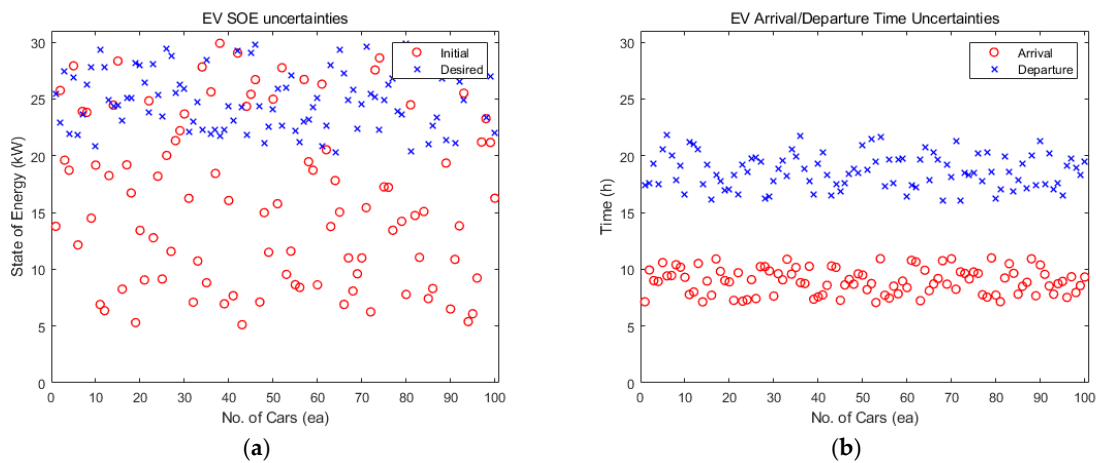 EV SOE uncertainties
30
25
20
15
10
5
0
State of Energy (kW)
Initial
Desired
0 10 20 30 40 50 60 70 80 90 100
No. of Cars (ea)
(a)
EV Arrival/Departure Time Uncertainties
30
25
20
15
10
5
0
Time (h)
Arrival
Departure
0 10 20 30 40 50 60 70 80 90 100
No. of Cars (ea)
(b)